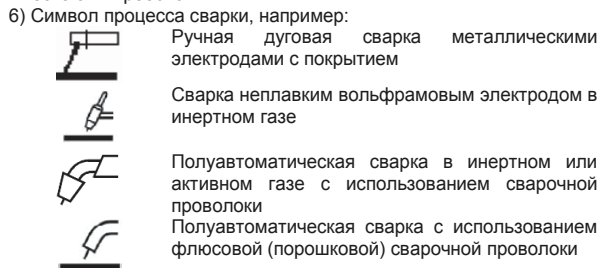 6) Символ процесса сварки, например:
Ручная дуговая сварка металлическими
электродами с покрытием
Сварка неплавким вольфрамовым электродом в
инертном газе
Полуавтоматическая сварка в инертном или
активном газе с использованием сварочной
проволоки
Полуавтоматическая сварка с использованием
флюсовой (порошковой) сварочной проволоки